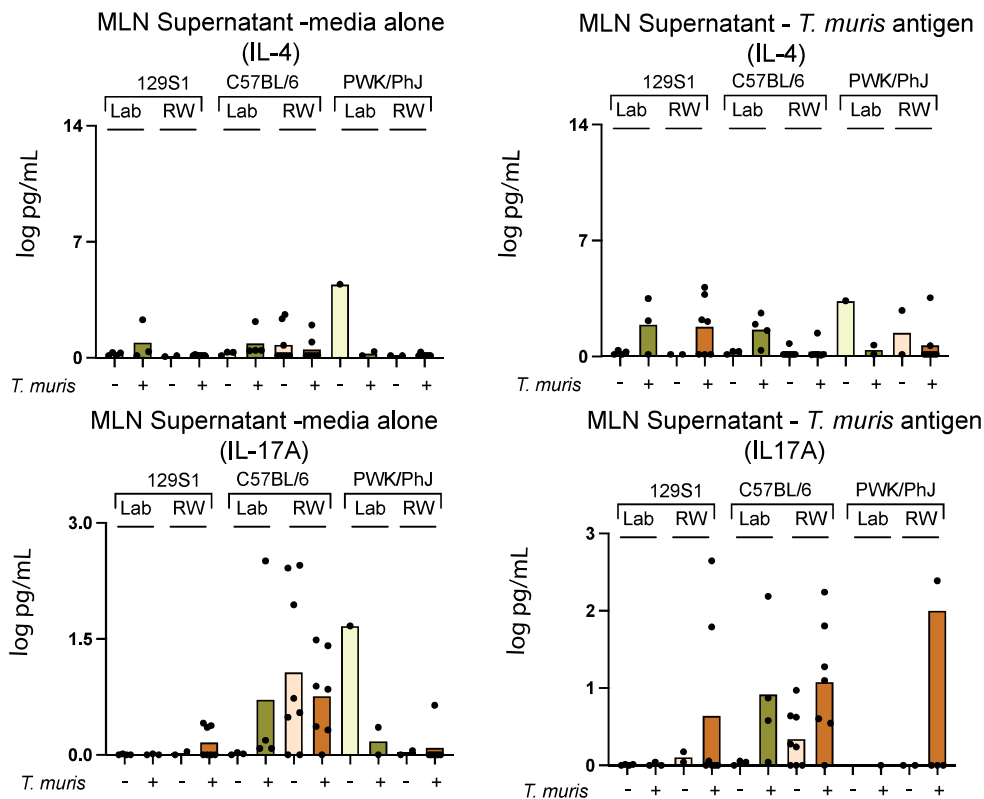 MLN Supernatant -media alone
(IL-4)
129S1 C57BL/6 PWK/PhJ
Lab RW Lab RW Lab RW
log pg/mL
14
7
0
T. muris - + - + - + - + - + - +
MLN Supernatant - T. muris antigen
(IL-4)
129S1 C57BL/6 PWK/PhJ
Lab RW Lab RW Lab RW
log pg/mL
14
7
0
T. muris - + - + - + - + - + - +
MLN Supernatant -media alone
(IL-17A)
129S1 C57BL/6 PWK/PhJ
Lab RW Lab RW Lab RW
log pg/mL
3.0
1.5
0.0
T. muris - + - + - + - + - + - +
MLN Supernatant - T. muris antigen
(IL17A)
129S1 C57BL/6 PWK/PhJ
Lab RW Lab RW Lab RW
log pg/mL
3
2
1
0
T. muris - + - + - + - + - + - +